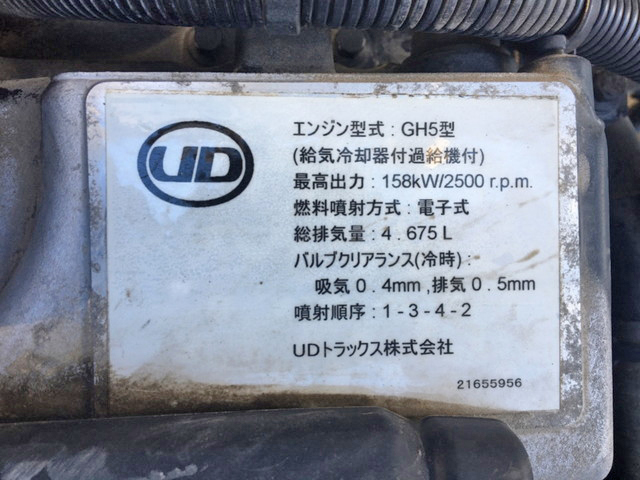 UD
エンジン型式 : GH5型
(給気冷却器付過給機付)
最高出力 : 158kW/2500 r.p.m.
燃料噴射方式 : 電子式
総排気量 : 4 . 675 L
バルブクリアランス(冷時) :
吸気 0 . 4mm ,排気 0 . 5mm
噴射順序 : 1 - 3 - 4 - 2
UDトラックス株式会社
21655956